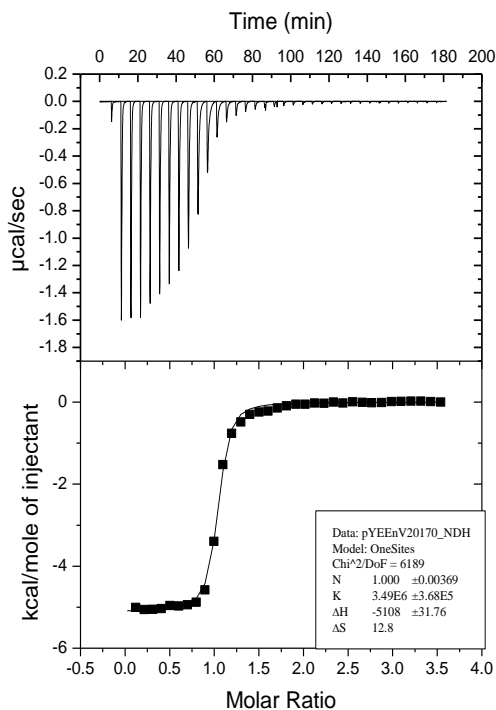 Time (min)
0 20 40 60 80 100 120 140 160 180 200
0.2
0.0
-0.2
-0.4
-0.6
-0.8
-1.0
-1.2
-1.4
-1.6
-1.8
µcal/sec
0
-2
-4
-6
kcal/mole of injectant
Data: pYEEnV20170_NDH
Model: OneSites
Chi^2/DoF = 6189
N 1.000 ±0.00369
K 3.49E6 ±3.68E5
ΔH -5108 ±31.76
ΔS 12.8
-0.5 0.0 0.5 1.0 1.5 2.0 2.5 3.0 3.5 4.0
Molar Ratio